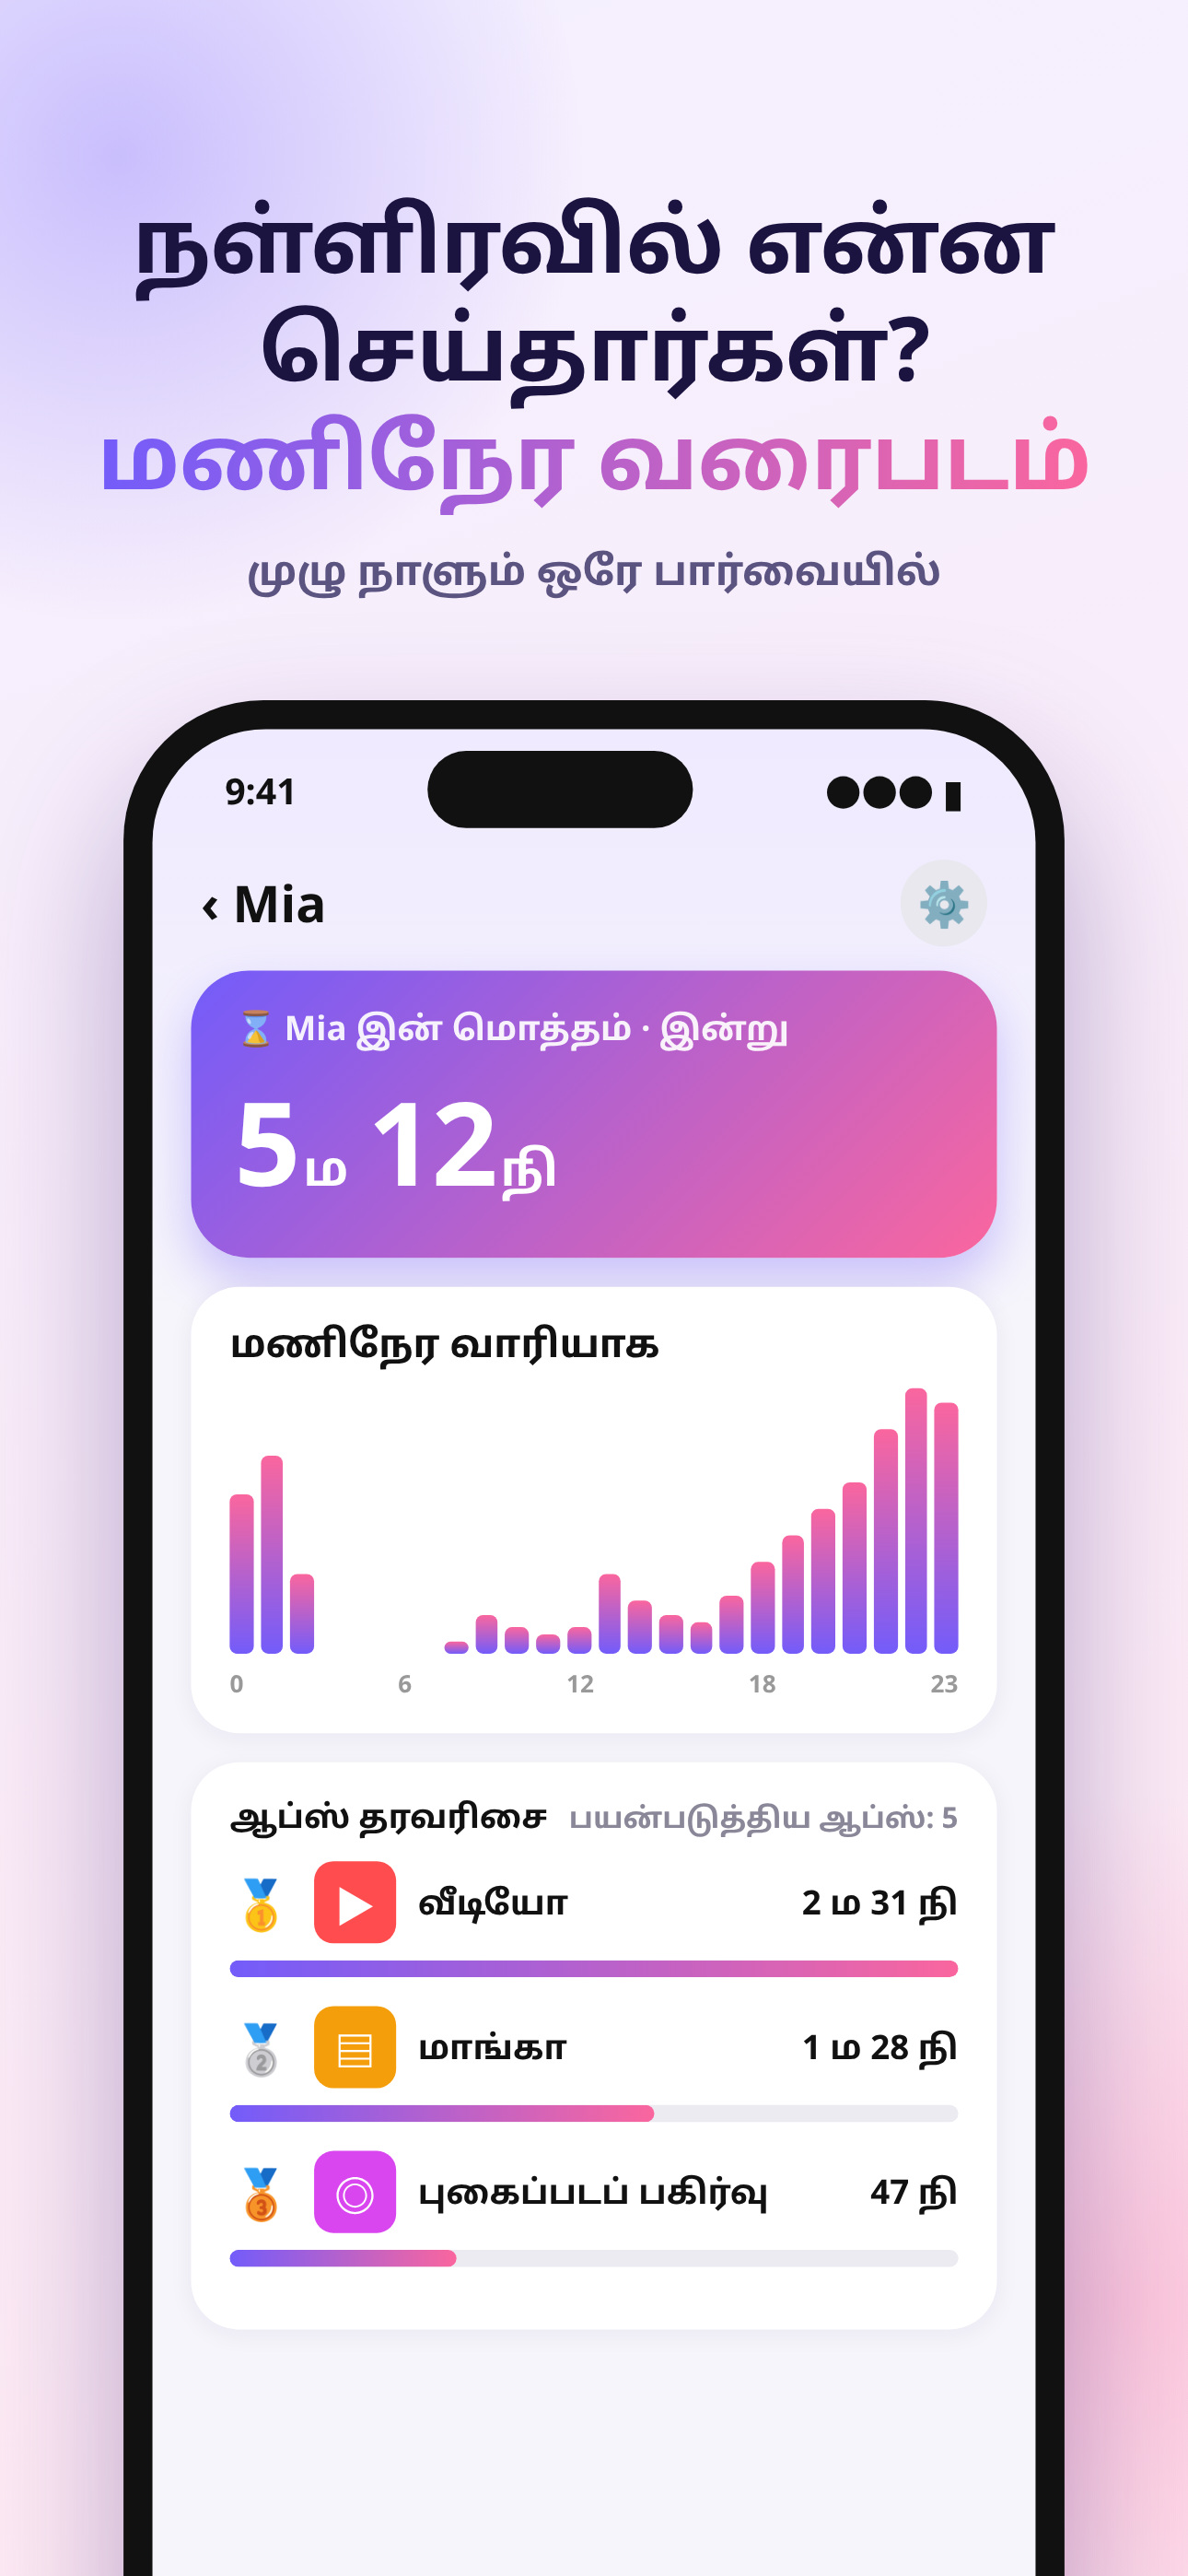 நள்ளிரவில் என்ன
செய்தார்கள்?
மணிநேர வரைபடம்
முழு நாளும் ஒரே பார்வையில்
9:41
‹ Mia
⌛ Mia இன் மொத்தம் · இன்று
5ம 12நி
மணிநேர வாரியாக
0 6 12 18 23
ஆப்ஸ் தரவரிசை பயன்படுத்திய ஆப்ஸ்: 5
🥇 வீடியோ 2 ம 31 நி
🥈 மாங்கா 1 ம 28 நி
🥉 புகைப்படப் பகிர்வு 47 நி